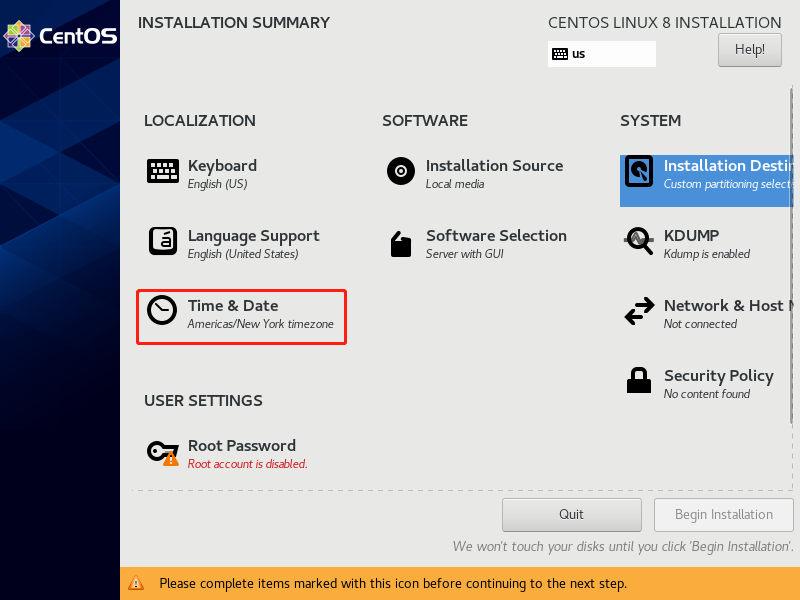 CentOS
INSTALLATION SUMMARY
CENTOS LINUX 8 INSTALLATION
us
Help!
LOCALIZATION
Keyboard
English (US)
Language Support
English (United States)
Time & Date
Americas/New York timezone
SOFTWARE
Installation Source
Local media
Software Selection
Server with GUI
SYSTEM
Installation Destin
Custom partitioning select
KDUMP
Kdump is enabled
Network & Host N
Not connected
Security Policy
No content found
USER SETTINGS
Root Password
Root account is disabled.
Quit
Begin Installation
We won't touch your disks until you click 'Begin Installation'.
Please complete items marked with this icon before continuing to the next step.